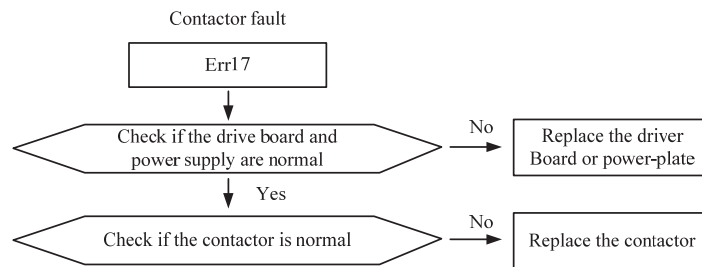 Contactor fault
Err17
Check if the drive board and
power supply are normal
No
Replace the driver
Board or power-plate
Yes
Check if the contactor is normal
No
Replace the contactor